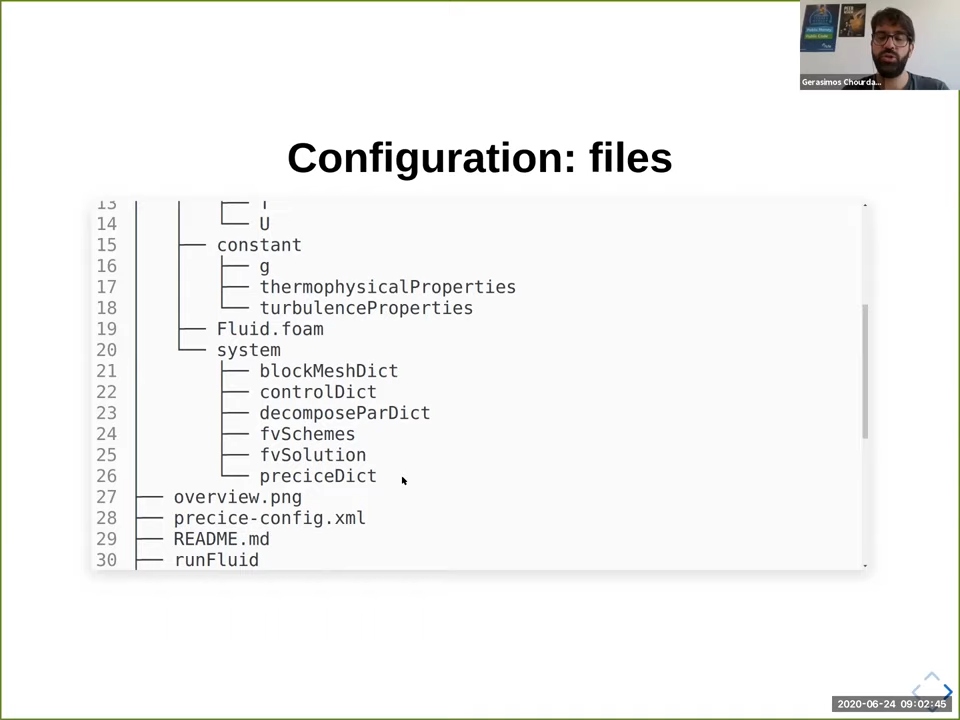 Gerasimos Chourda...
Configuration: files
13 │ │ ├── T
14 │ │ └── U
15 │ ├── constant
16 │ │ ├── g
17 │ │ ├── thermophysicalProperties
18 │ │ └── turbulenceProperties
19 │ ├── Fluid.foam
20 │ └── system
21 │ ├── blockMeshDict
22 │ ├── controlDict
23 │ ├── decomposeParDict
24 │ ├── fvSchemes
25 │ ├── fvSolution
26 │ └── preciceDict
27 ├── overview.png
28 ├── precice-config.xml
29 ├── README.md
30 ├── runFluid
2020-06-24 09:02:45